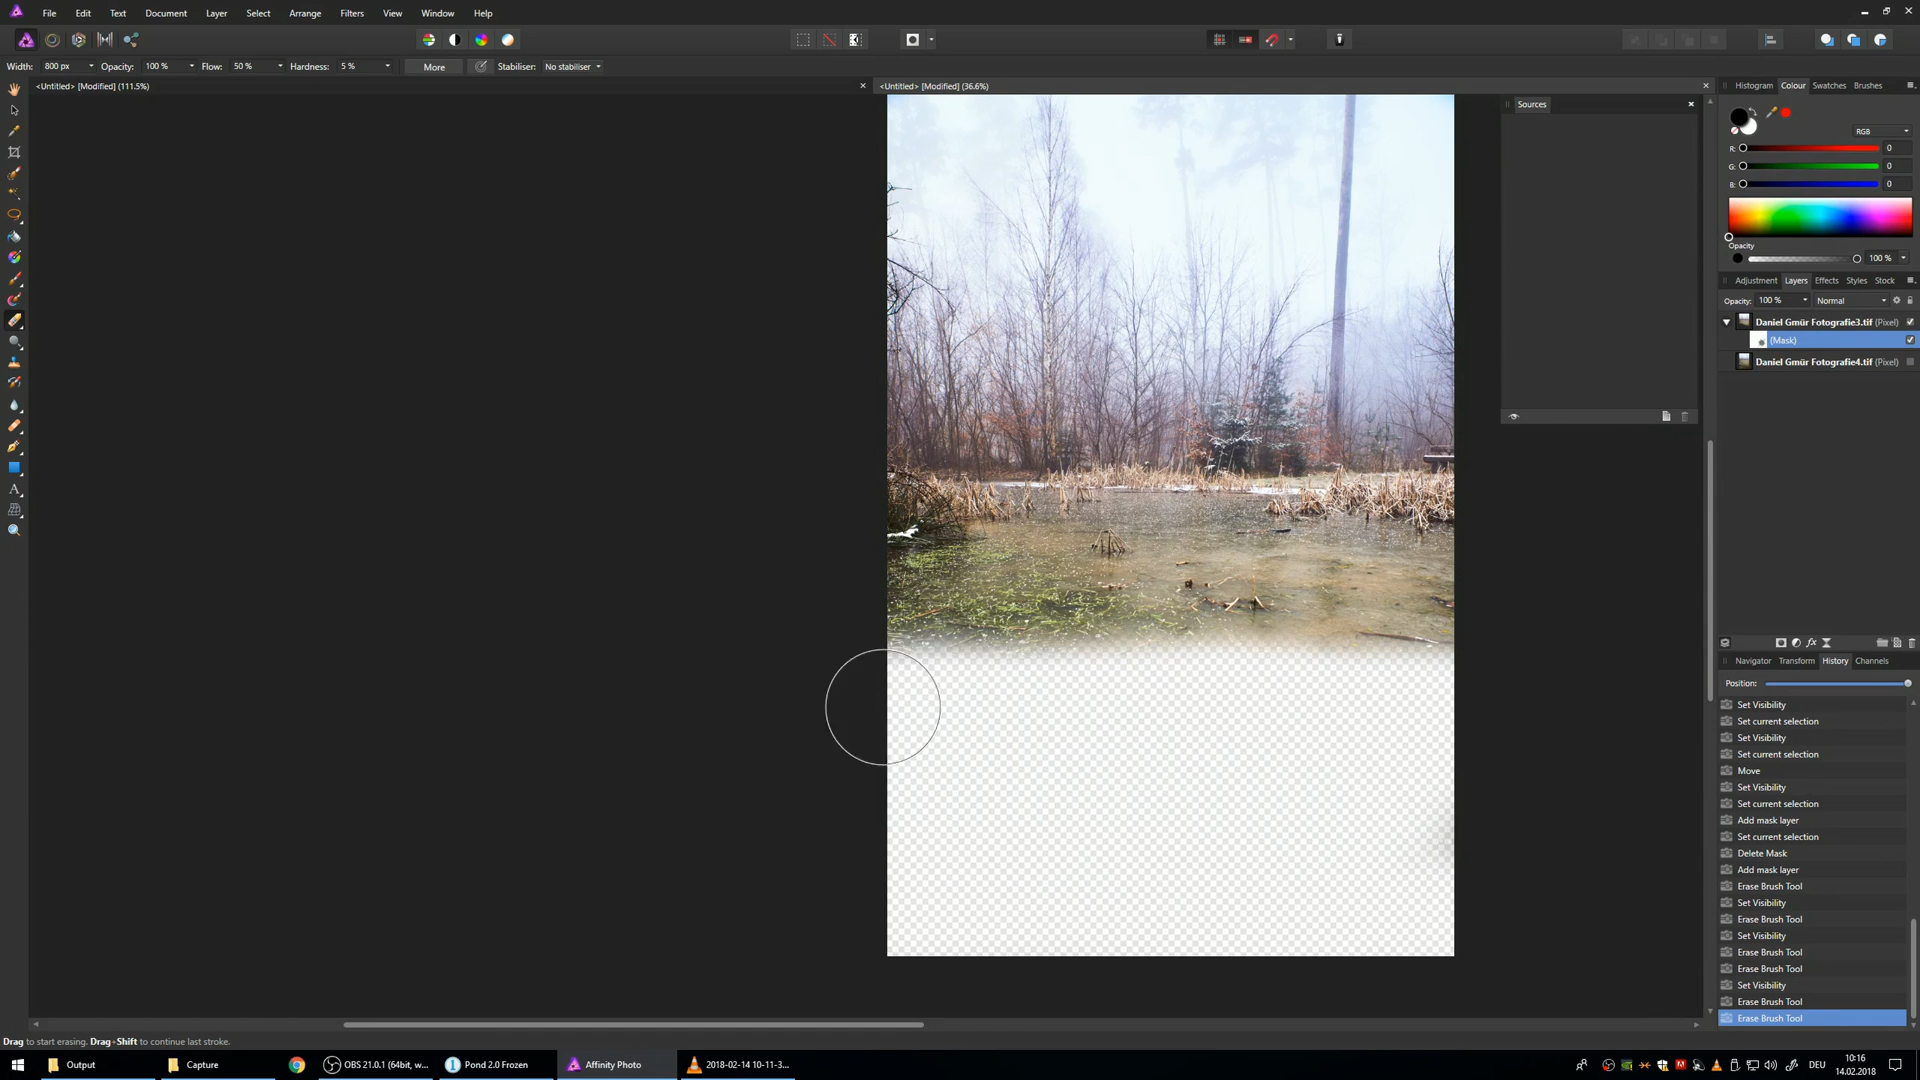 File Edit Text Document Layer Select Arrange Filters View Window Help
Width: 800 px Opacity: 100 % Flow: 50 % Hardness: 5 % More Stabiliser: No stabiliser
<Untitled> [Modified] (111.5%)
<Untitled> [Modified] (36.6%)
Sources
Histogram Colour Swatches Brushes
RGB
R: 0
G: 0
B: 0
Opacity
100 %
Adjustment Layers Effects Styles Stock
Opacity: 100 % Normal
Daniel Gmür Fotografie3.tif (Pixel)
(Mask)
Daniel Gmür Fotografie4.tif (Pixel)
Navigator Transform History Channels
Position:
Set Visibility
Set current selection
Set Visibility
Set current selection
Move
Set Visibility
Set current selection
Add mask layer
Set current selection
Delete Mask
Add mask layer
Erase Brush Tool
Set Visibility
Erase Brush Tool
Set Visibility
Erase Brush Tool
Erase Brush Tool
Set Visibility
Erase Brush Tool
Erase Brush Tool
Drag to start erasing. Drag+Shift to continue last stroke.
Output Capture OBS 21.0.1 (64bit, w... Pond 2.0 Frozen Affinity Photo 2018-02-14 10-11-3... DEU 10:16
14.02.2018